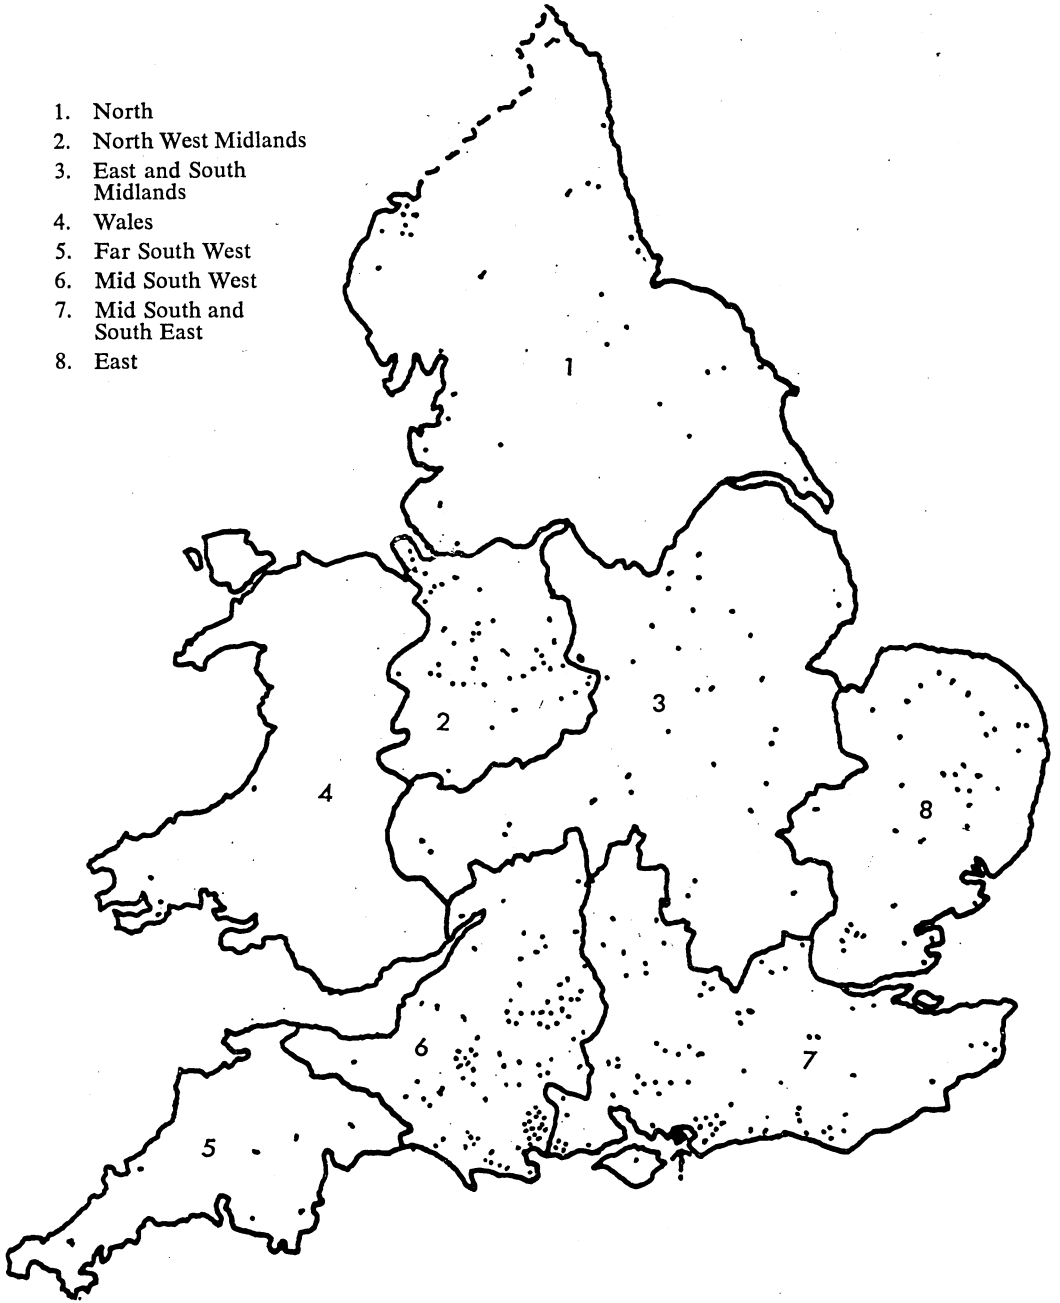 1. North
2. North West Midlands
3. East and South
Midlands
4. Wales
5. Far South West
6. Mid South West
7. Mid South and
South East
8. East
1
2
3
4
8
6
7
5